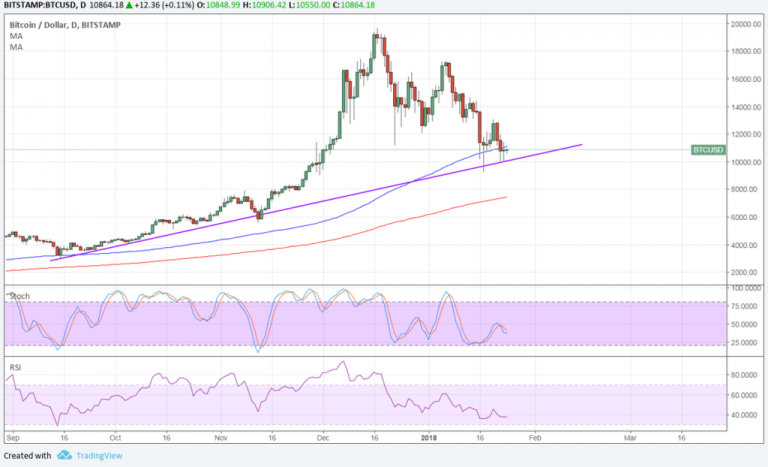 BITSTAMP:BTCUSD, D 10864.18 ▲ +12.36 (+0.11%) O:10848.99 H:10906.42 L:10550.00 C:10864.18
Bitcoin / Dollar, D, BITSTAMP
MA
MA
20000.00
18000.00
16000.00
14000.00
12000.00
BTCUSD
10000.00
8000.00
6000.00
4000.00
2000.00
Stoch
100.0000
75.0000
50.0000
25.0000
RSI
80.0000
60.0000
40.0000
Sep 16 Oct 16 Nov 16 Dec 16 2018 16 Feb Mar 16
Created with TradingView